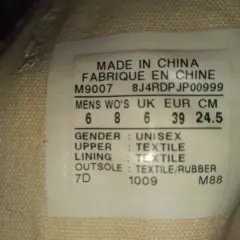 MADE IN CHINA
FABRIQUE EN CHINE
M9007 8J4RDPJP00999
MENS WO'S UK EUR CM
6 8 6 39 24.5
GENDER : UNISEX
UPPER : TEXTILE
LINING : TEXTILE
OUTSOLE : TEXTILE/RUBBER
7D 1009 M88